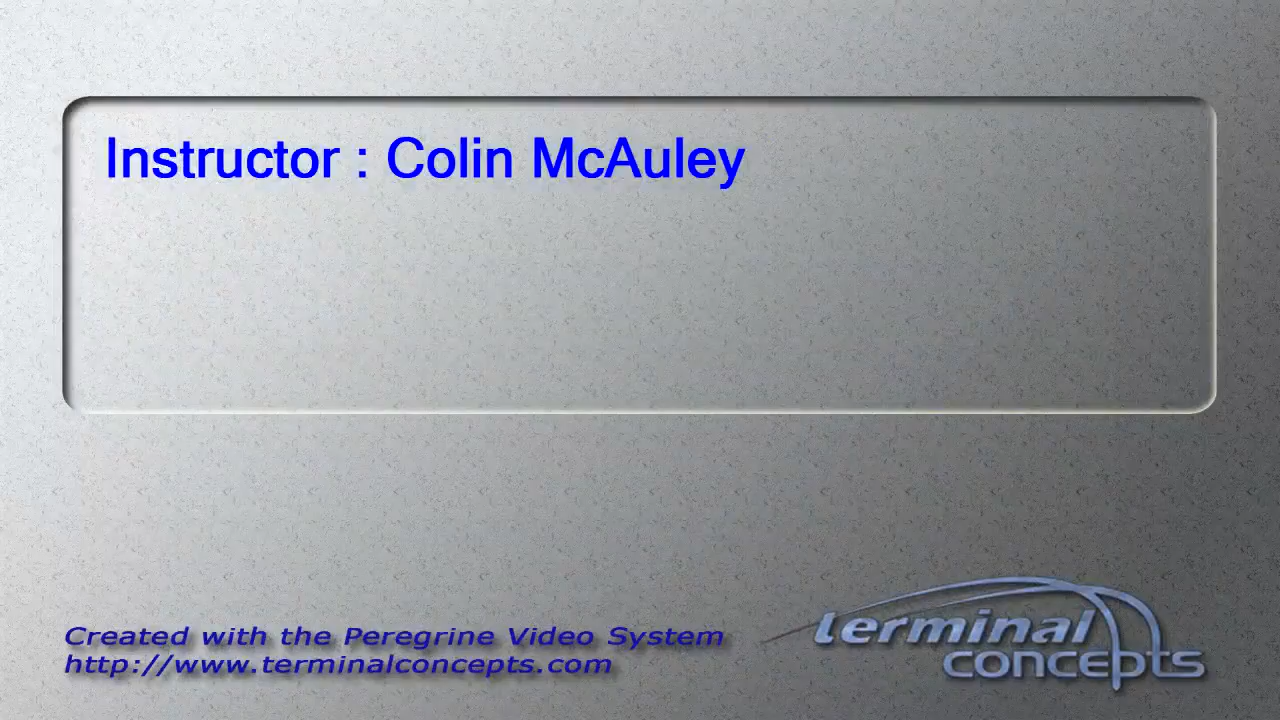 Instructor : Colin McAuley
Created with the Peregrine Video System
http://www.terminalconcepts.com
terminal
concepts